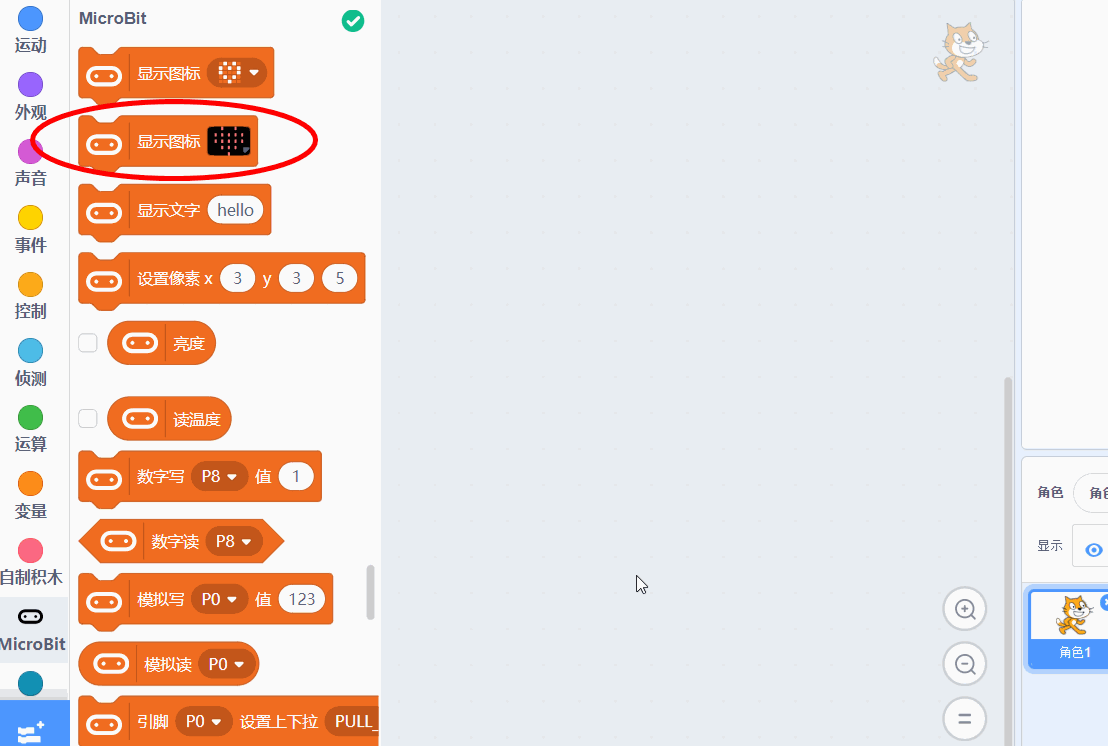 MicroBit
运动
外观
声音
事件
控制
侦测
运算
变量
自制积木
MicroBit
显示图标
显示图标
显示文字 hello
设置像素 x 3 y 3 5
亮度
读温度
数字写 P8 值 1
数字读 P8
模拟写 P0 值 123
模拟读 P0
引脚 P0 设置上下拉 PULL_
角色
显示
角色1